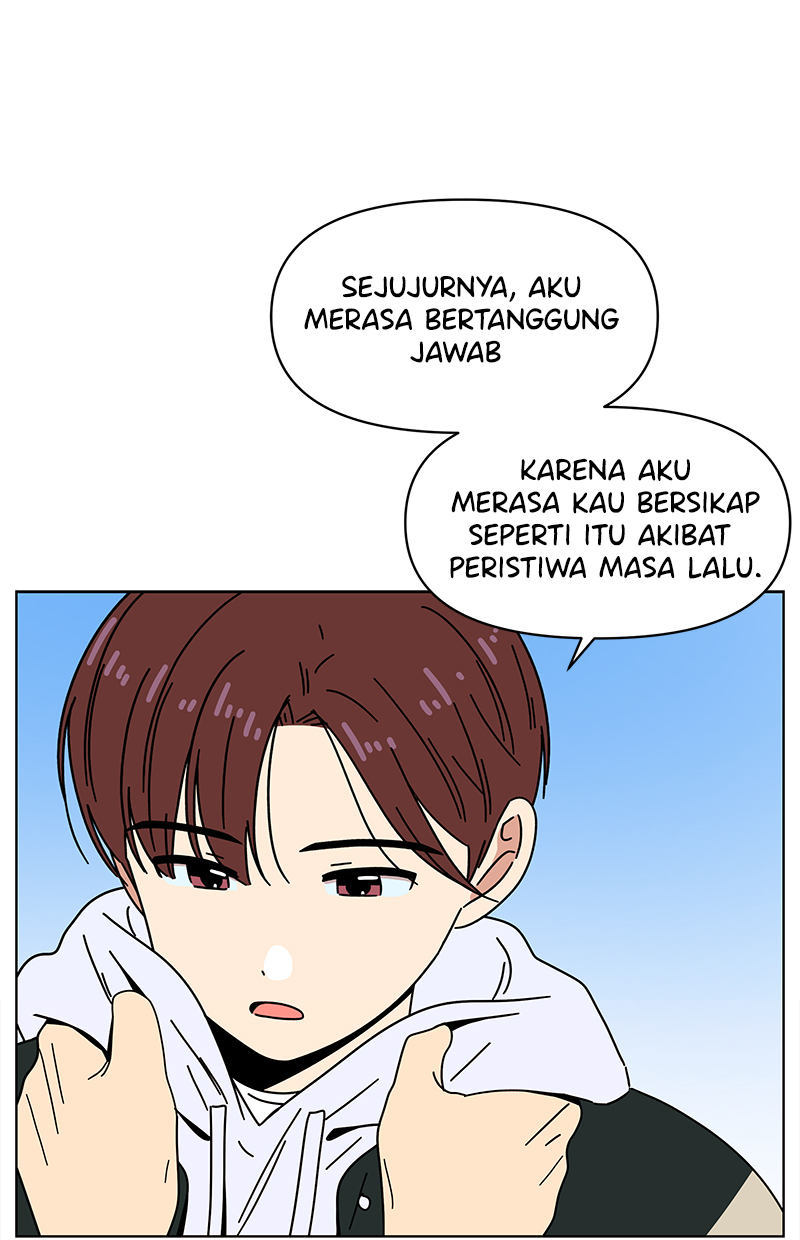 SEJUJURNYA, AKU
MERASA BERTANGGUNG
JAWAB
KARENA AKU
MERASA KAU BERSIKAP
SEPERTI ITU AKIBAT
PERISTIWA MASA LALU.